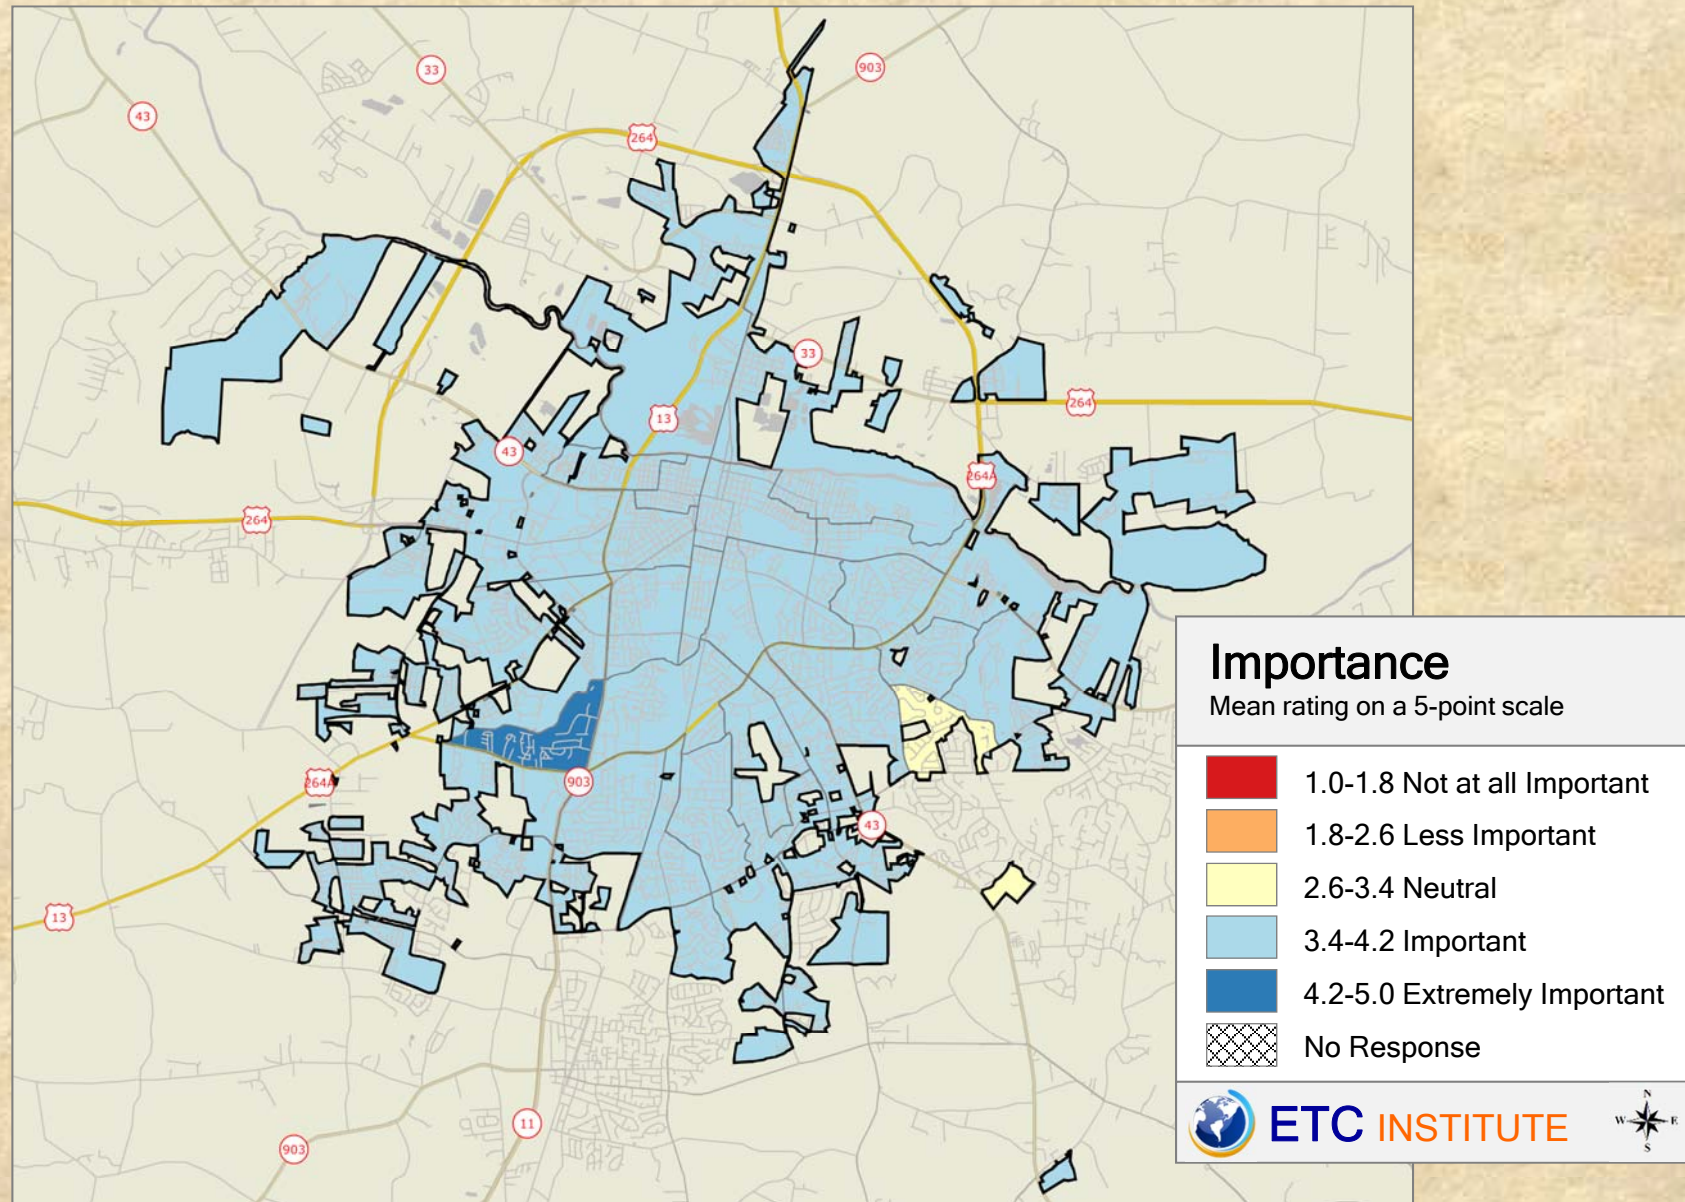 33
903
43
264
33
13
264
43
264A
264
903
264A
43
13
11
903
Importance
Mean rating on a 5-point scale
1.0-1.8 Not at all Important
1.8-2.6 Less Important
2.6-3.4 Neutral
3.4-4.2 Important
4.2-5.0 Extremely Important
No Response
ETC INSTITUTE
N
W E
S